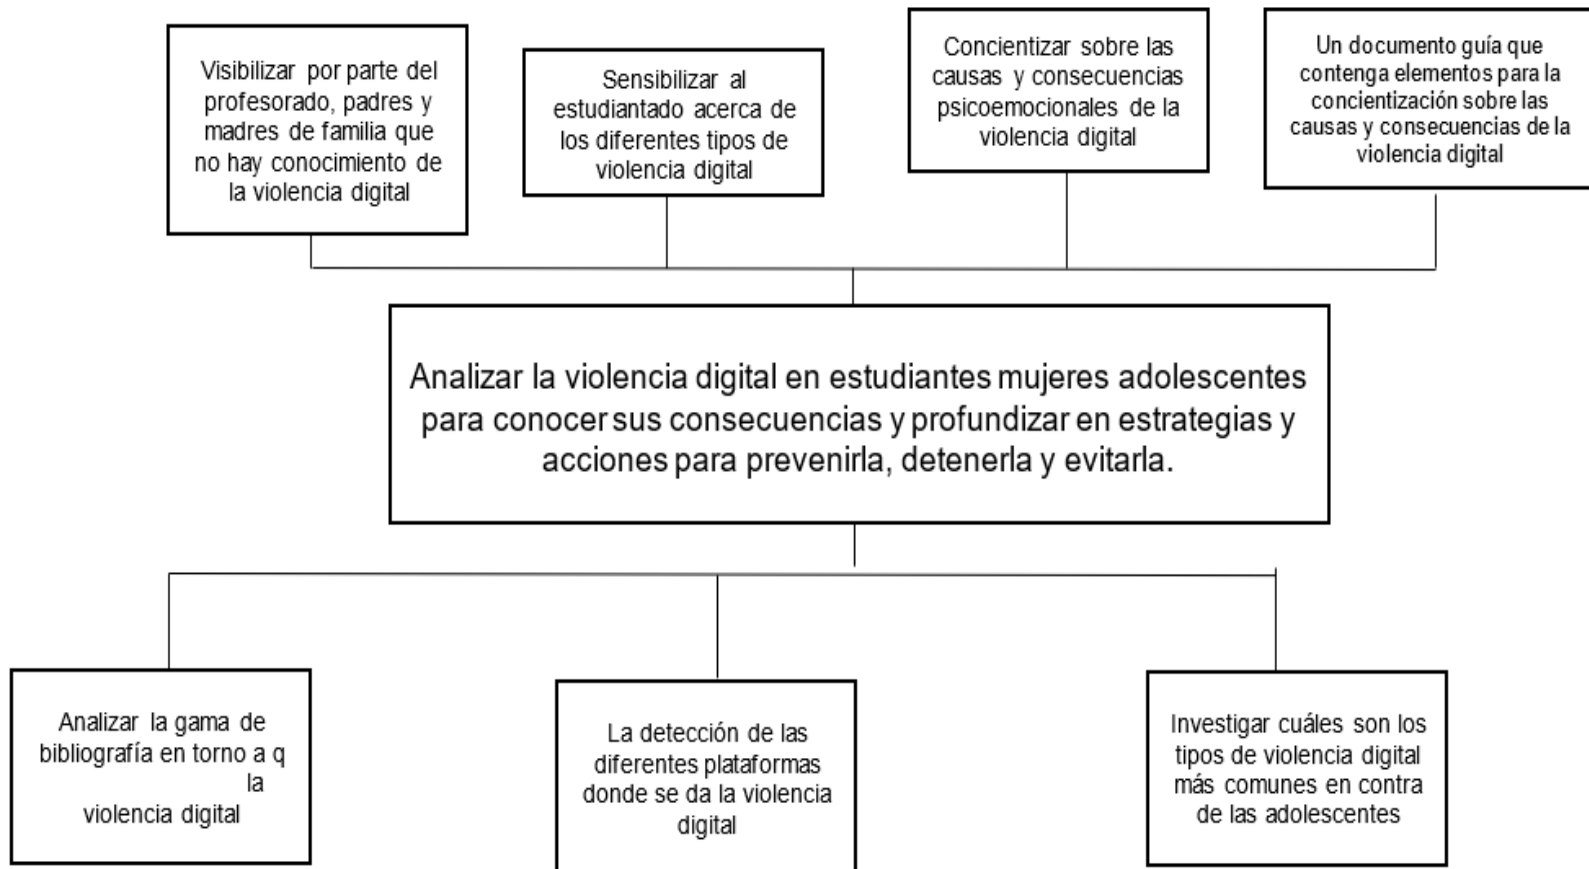 Visibilizar por parte del
profesorado, padres y
madres de familia que
no hay conocimiento de
la violencia digital
Sensibilizar al
estudiantado acerca de
los diferentes tipos de
violencia digital
Concientizar sobre las
causas y consecuencias
psicoemocionales de la
violencia digital
Un documento guía que
contenga elementos para la
concientización sobre las
causas y consecuencias de la
violencia digital
Analizar la violencia digital en estudiantes mujeres adolescentes
para conocer sus consecuencias y profundizar en estrategias y
acciones para prevenirla, detenerla y evitarla.
Analizar la gama de
bibliografía en torno a q
la
violencia digital
La detección de las
diferentes plataformas
donde se da la violencia
digital
Investigar cuáles son los
tipos de violencia digital
más comunes en contra
de las adolescentes